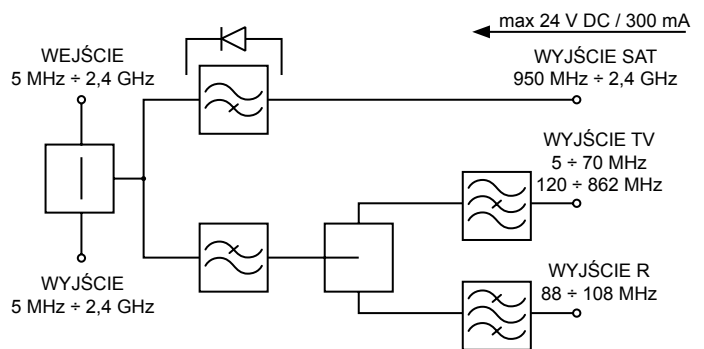 max 24 V DC / 300 mA
WEJŚCIE
5 MHz ÷ 2,4 GHz
WYJŚCIE SAT
950 MHz ÷ 2,4 GHz
WYJŚCIE TV
5 ÷ 70 MHz
120 ÷ 862 MHz
WYJŚCIE
5 MHz ÷ 2,4 GHz
WYJŚCIE R
88 ÷ 108 MHz